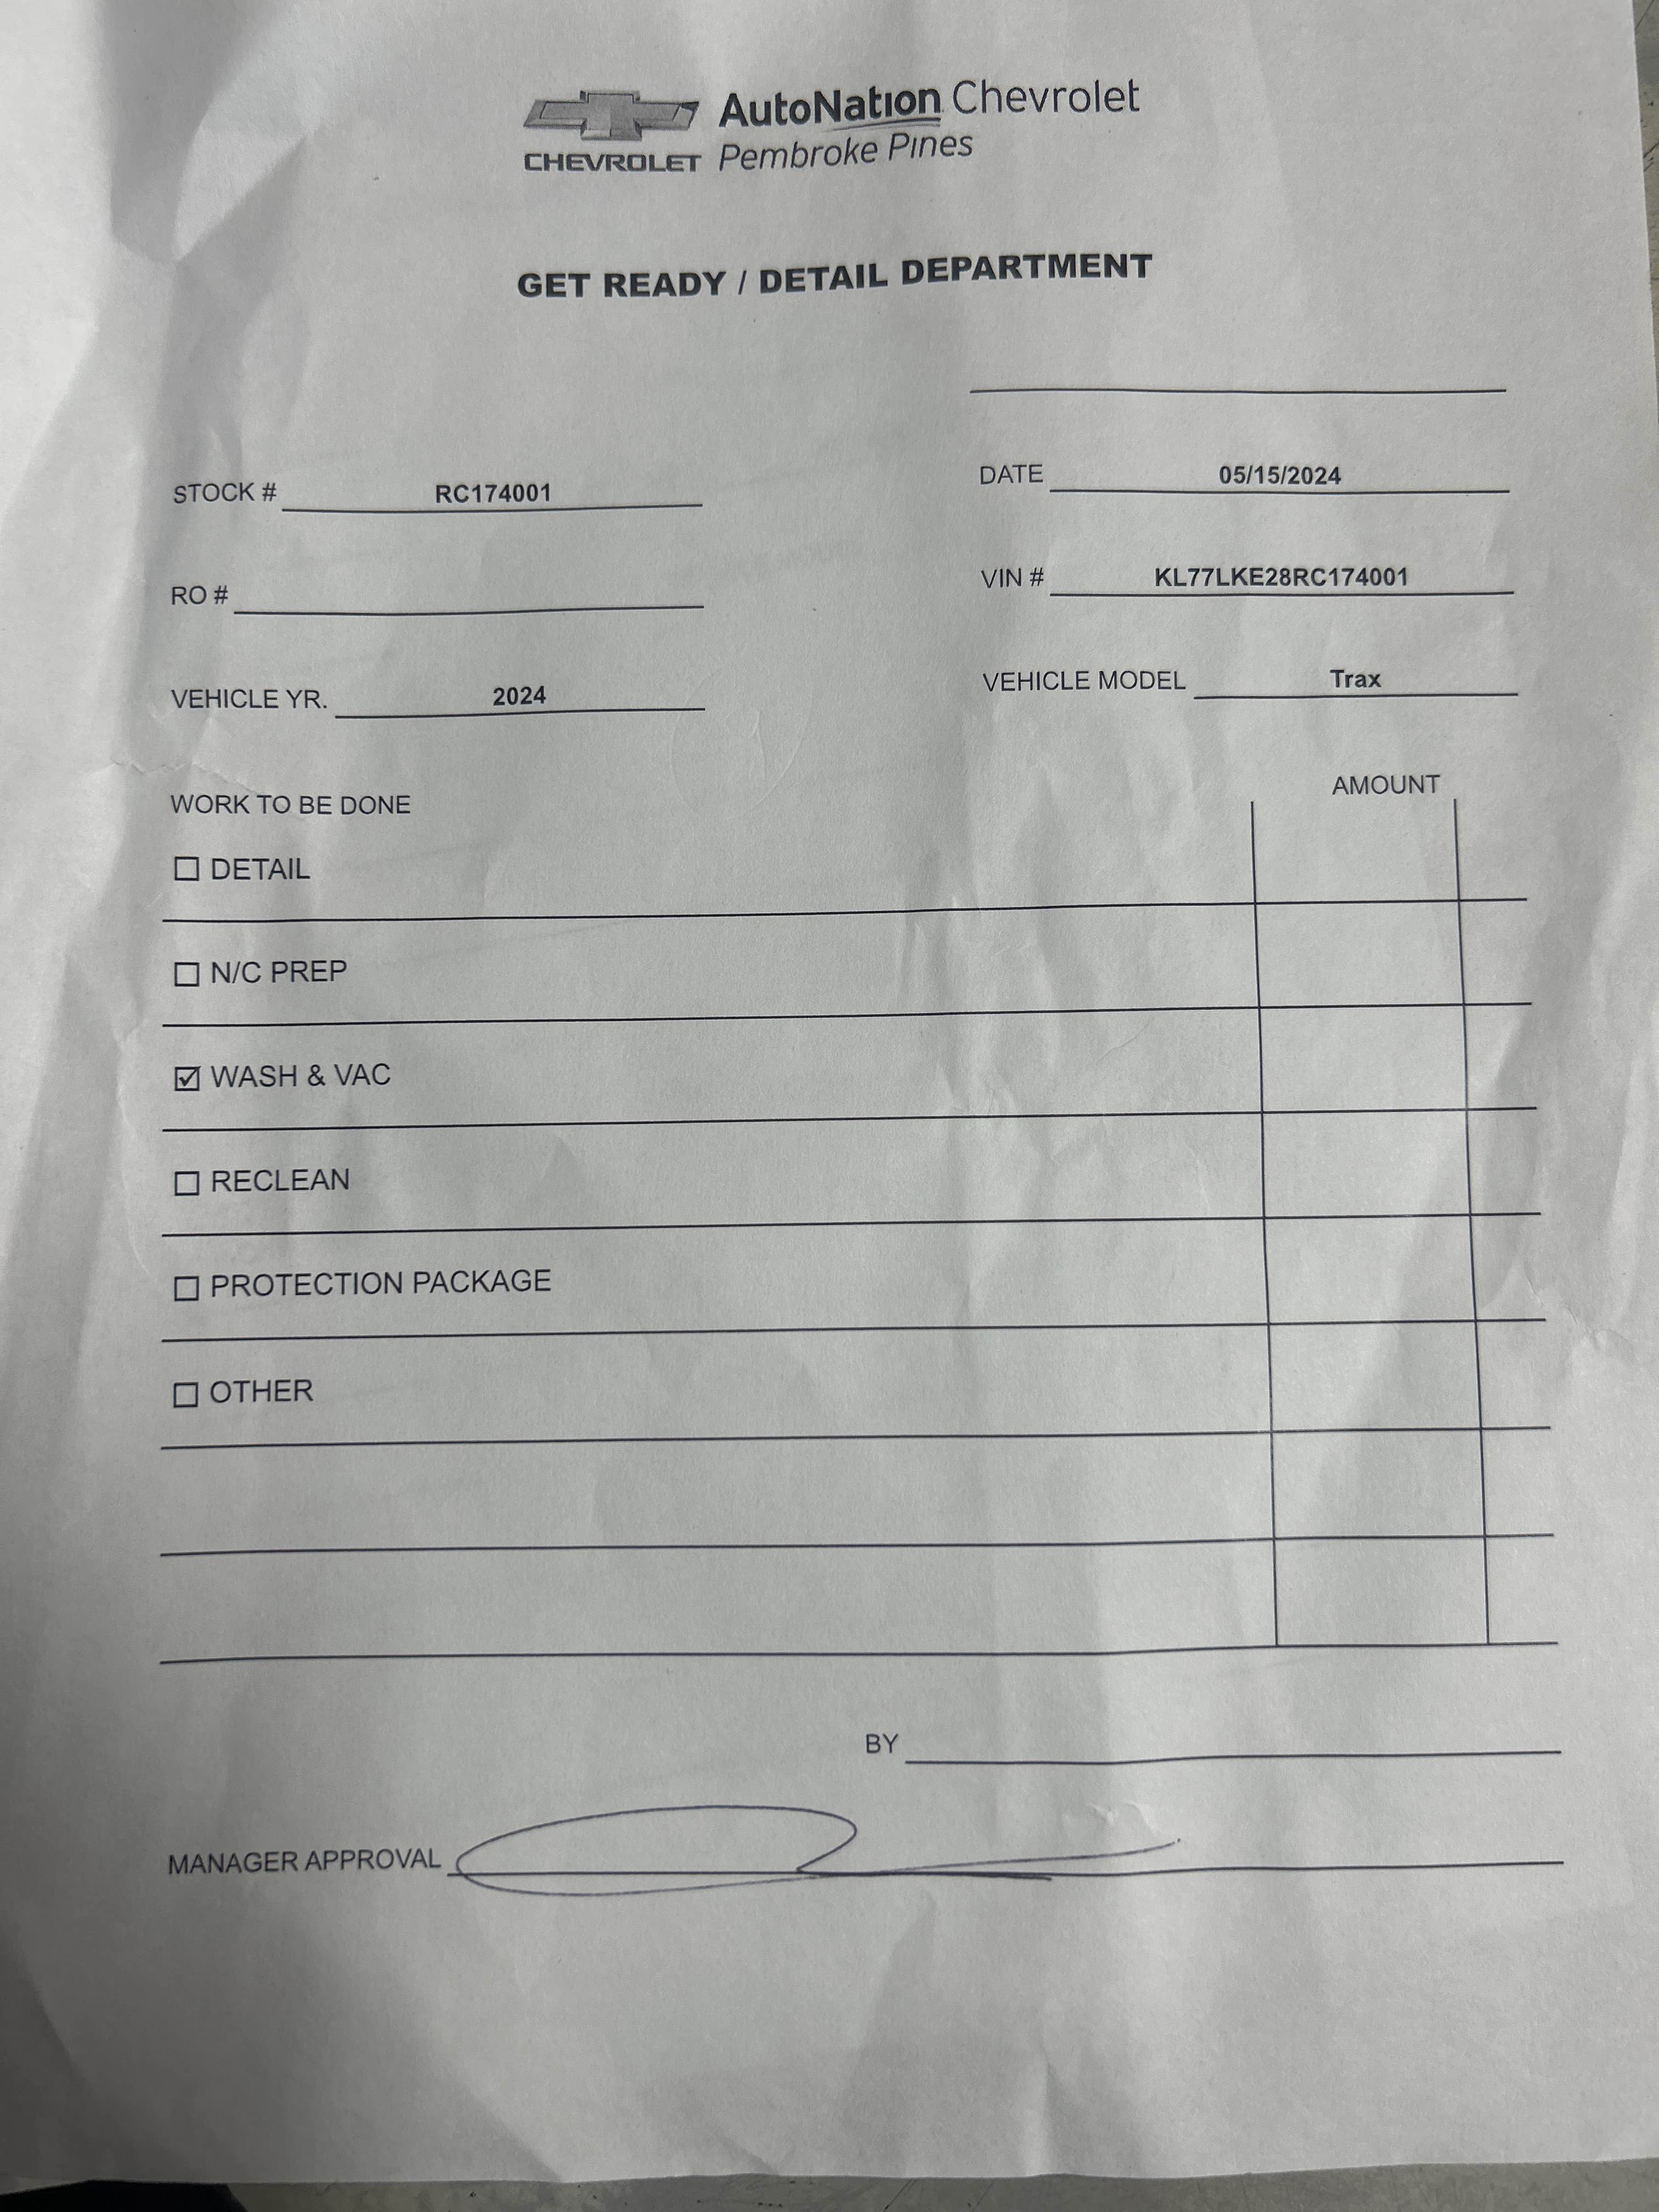 AutoNation Chevrolet
CHEVROLET Pembroke Pines
GET READY / DETAIL DEPARTMENT
STOCK # RC174001
DATE 05/15/2024
RO #
VIN # KL77LKE28RC174001
VEHICLE YR. 2024
VEHICLE MODEL Trax
WORK TO BE DONE
AMOUNT
☐ DETAIL
☐ N/C PREP
☑ WASH & VAC
☐ RECLEAN
☐ PROTECTION PACKAGE
☐ OTHER
BY
MANAGER APPROVAL